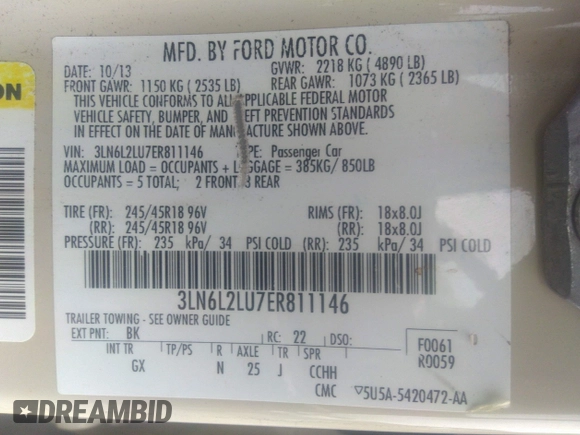 MFD. BY FORD MOTOR CO.
DATE: 10/13 GVWR: 2218 KG ( 4890 LB)
FRONT GAWR: 1150 KG ( 2535 LB) REAR GAWR: 1073 KG ( 2365 LB)
THIS VEHICLE CONFORMS TO ALL APPLICABLE FEDERAL MOTOR
VEHICLE SAFETY, BUMPER, AND THEFT PREVENTION STANDARDS
IN EFFECT ON THE DATE OF MANUFACTURE SHOWN ABOVE.
VIN: 3LN6L2LU7ER811146 TYPE: Passenger Car
MAXIMUM LOAD = OCCUPANTS + LUGGAGE = 385KG/ 850LB
OCCUPANTS = 5 TOTAL; 2 FRONT 3 REAR
TIRE (FR): 245/45R18 96V RIMS (FR): 18x8.0J
(RR): 245/45R18 96V (RR): 18x8.0J
PRESSURE (FR): 235 kPa/ 34 PSI COLD (RR): 235 kPa/ 34 PSI COLD
3LN6L2LU7ER811146
TRAILER TOWING - SEE OWNER GUIDE
EXT PNT: BK RC: 22 DSO: F0061
INT TR TP/PS R AXLE TR SPR R0059
GX N 25 J CCHH
CMC ▽5U5A-5420472-AA
DREAMBID